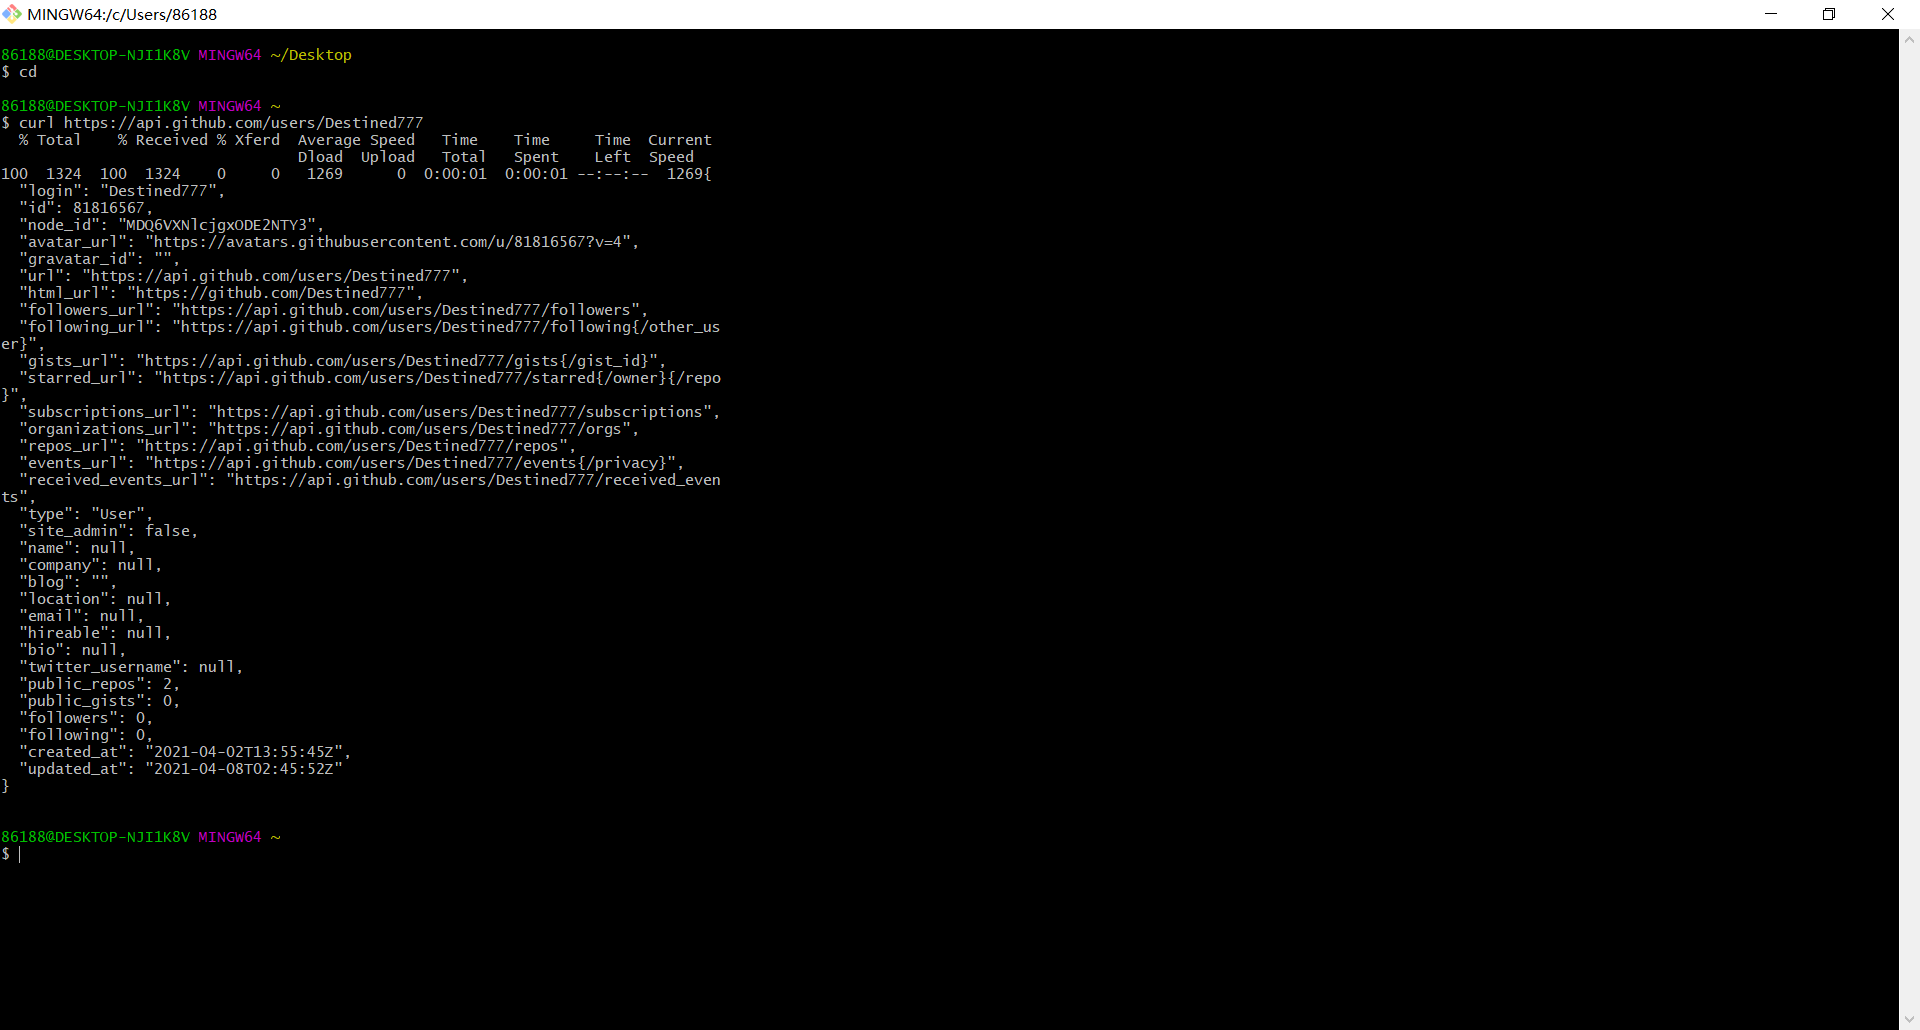 MINGW64:/c/Users/86188
86188@DESKTOP-NJI1K8V MINGW64 ~/Desktop
$ cd
86188@DESKTOP-NJI1K8V MINGW64 ~
$ curl https://api.github.com/users/Destined777
  % Total    % Received % Xferd  Average Speed   Time    Time     Time  Current
                                 Dload  Upload   Total   Spent    Left  Speed
100  1324  100  1324    0     0   1269      0  0:00:01  0:00:01 --:--:--  1269{
  "login": "Destined777",
  "id": 81816567,
  "node_id": "MDQ6VXNlcjgxODE2NTY3",
  "avatar_url": "https://avatars.githubusercontent.com/u/81816567?v=4",
  "gravatar_id": "",
  "url": "https://api.github.com/users/Destined777",
  "html_url": "https://github.com/Destined777",
  "followers_url": "https://api.github.com/users/Destined777/followers",
  "following_url": "https://api.github.com/users/Destined777/following{/other_us
er}",
  "gists_url": "https://api.github.com/users/Destined777/gists{/gist_id}",
  "starred_url": "https://api.github.com/users/Destined777/starred{/owner}{/repo
}",
  "subscriptions_url": "https://api.github.com/users/Destined777/subscriptions",
  "organizations_url": "https://api.github.com/users/Destined777/orgs",
  "repos_url": "https://api.github.com/users/Destined777/repos",
  "events_url": "https://api.github.com/users/Destined777/events{/privacy}",
  "received_events_url": "https://api.github.com/users/Destined777/received_even
ts",
  "type": "User",
  "site_admin": false,
  "name": null,
  "company": null,
  "blog": "",
  "location": null,
  "email": null,
  "hireable": null,
  "bio": null,
  "twitter_username": null,
  "public_repos": 2,
  "public_gists": 0,
  "followers": 0,
  "following": 0,
  "created_at": "2021-04-02T13:55:45Z",
  "updated_at": "2021-04-08T02:45:52Z"
}
86188@DESKTOP-NJI1K8V MINGW64 ~
$